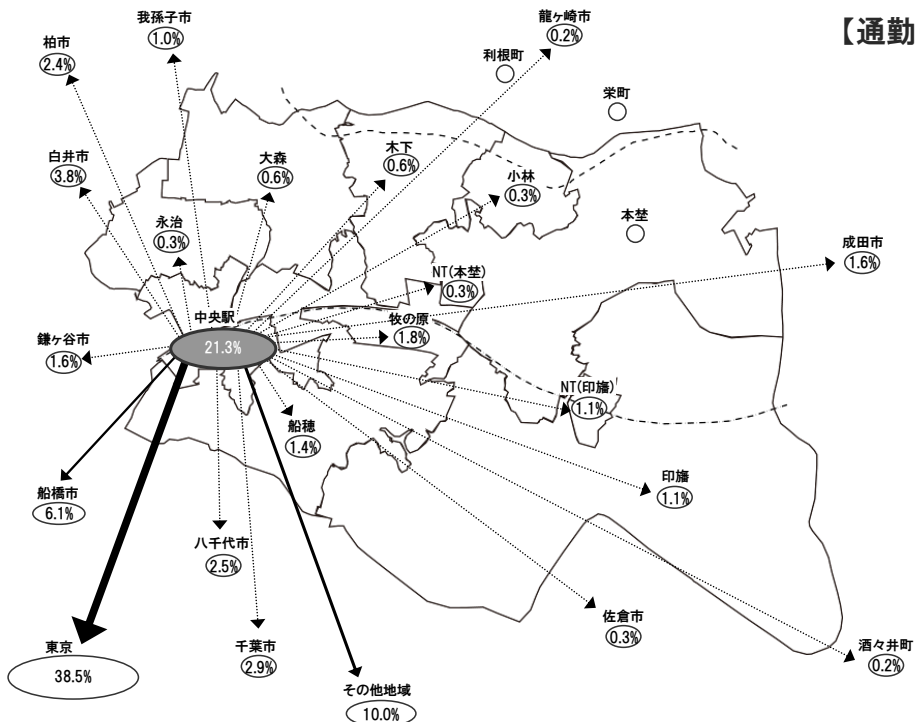 我孫子市
1.0%
龍ヶ崎市
0.2%
【通勤
柏市
2.4%
利根町
栄町
白井市
3.8%
大森
0.6%
木下
0.6%
小林
0.3%
永治
0.3%
本埜
成田市
1.6%
NT(本埜)
0.3%
中央駅
21.3%
牧の原
1.8%
鎌ヶ谷市
1.6%
NT(印旛)
1.1%
船穂
1.4%
船橋市
6.1%
印旛
1.1%
八千代市
2.5%
佐倉市
0.3%
東京
38.5%
千葉市
2.9%
酒々井町
0.2%
その他地域
10.0%